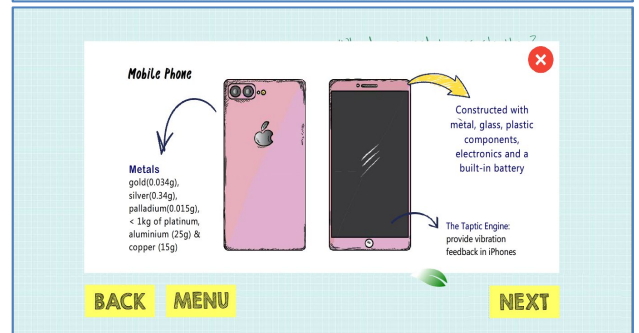 Mobile Phone
Metals
gold(0.034g),
silver(0.34g),
palladium(0.015g),
< 1kg of platinum,
aluminium (25g) &
copper (15g)
Constructed with
metal, glass, plastic
components,
electronics and a
built-in battery
The Taptic Engine:
provide vibration
feedback in iPhones
BACK
MENU
NEXT